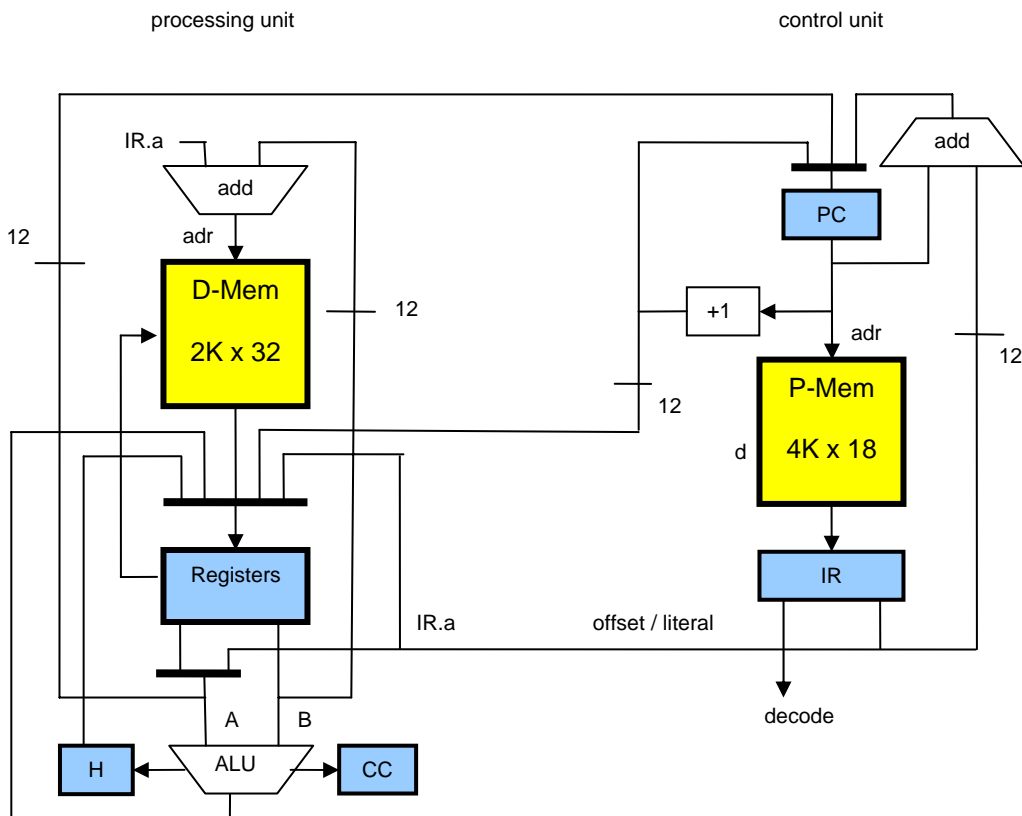 processing unit
control unit
IR.a
add
add
PC
12
adr
D-Mem
2K x 32
12
+1
adr
12
12
P-Mem
4K x 18
d
Registers
IR
IR.a
offset / literal
A
B
decode
H
ALU
CC